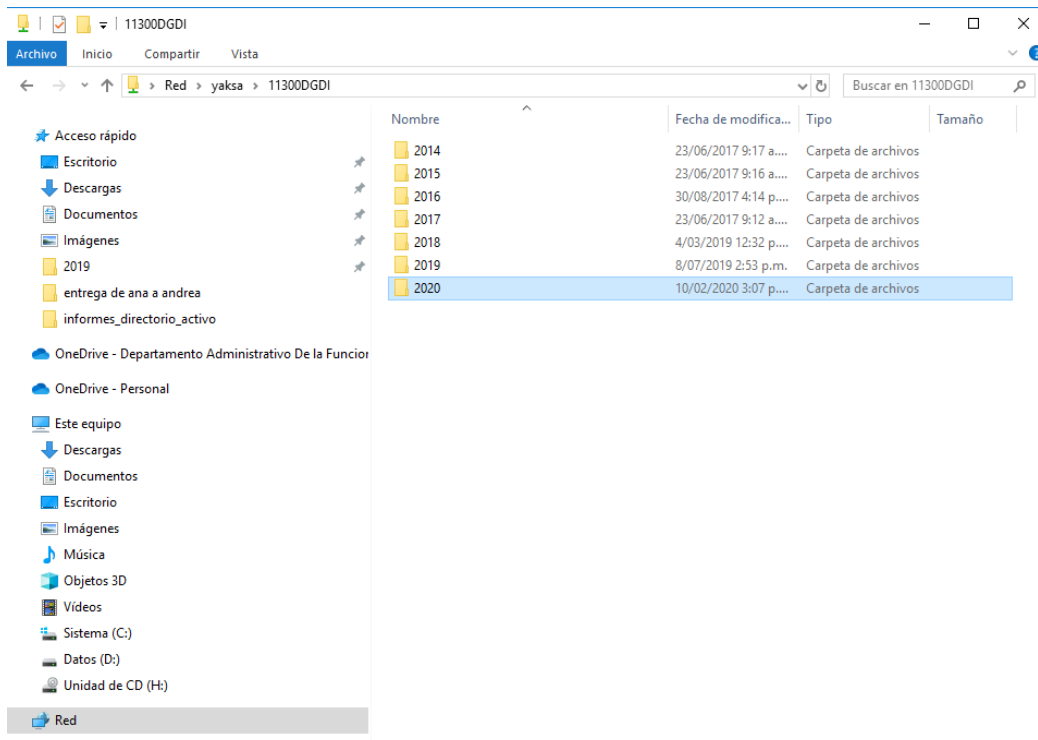 11300DGDI
Archivo Inicio Compartir Vista
Red yaksa 11300DGDI Buscar en 11300DGDI
Nombre Fecha de modifica... Tipo Tamaño
Acceso rápido
Escritorio
Descargas
Documentos
Imágenes
2019
entrega de ana a andrea
informes_directorio_activo
OneDrive - Departamento Administrativo De la Funcior
OneDrive - Personal
Este equipo
Descargas
Documentos
Escritorio
Imágenes
Música
Objetos 3D
Vídeos
Sistema (C:)
Datos (D:)
Unidad de CD (H:)
Red
2014 23/06/2017 9:17 a.... Carpeta de archivos
2015 23/06/2017 9:16 a.... Carpeta de archivos
2016 30/08/2017 4:14 p.... Carpeta de archivos
2017 23/06/2017 9:12 a.... Carpeta de archivos
2018 4/03/2019 12:32 p.... Carpeta de archivos
2019 8/07/2019 2:53 p.m. Carpeta de archivos
2020 10/02/2020 3:07 p.... Carpeta de archivos